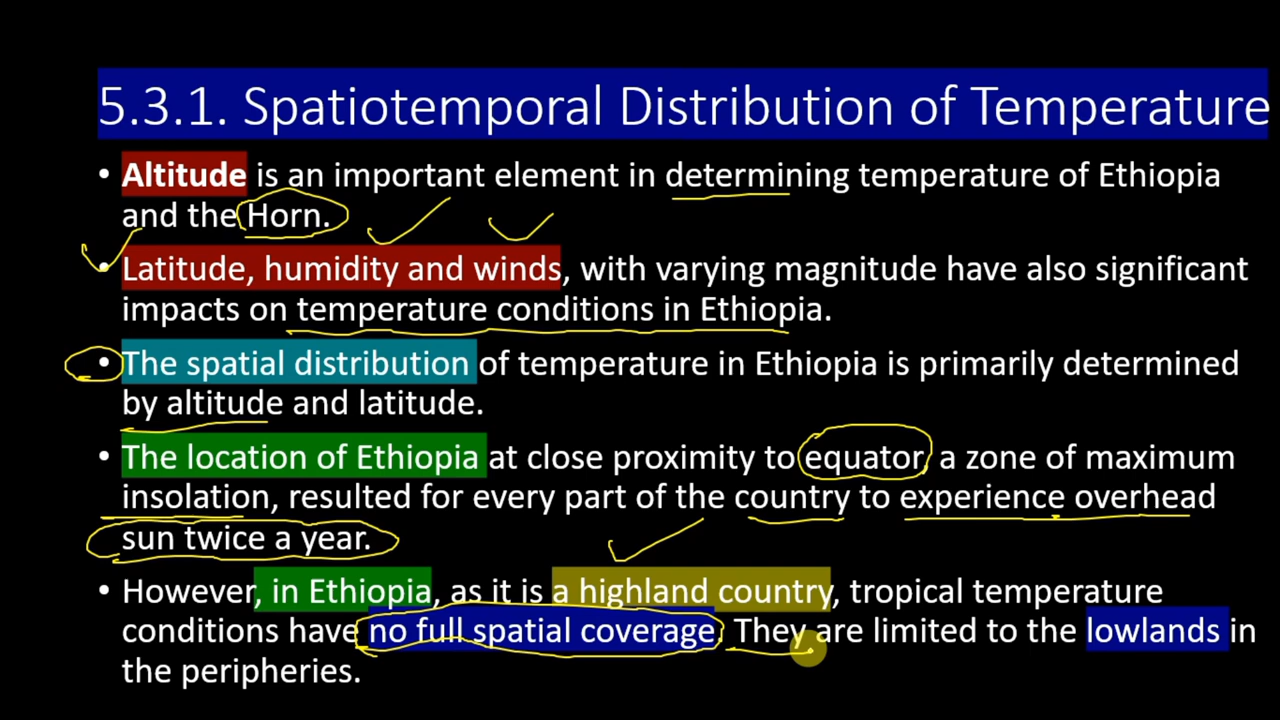 5.3.1. Spatiotemporal Distribution of Temperature
• Altitude is an important element in determining temperature of Ethiopia
and the Horn.
• Latitude, humidity and winds, with varying magnitude have also significant
impacts on temperature conditions in Ethiopia.
• The spatial distribution of temperature in Ethiopia is primarily determined
by altitude and latitude.
• The location of Ethiopia at close proximity to equator, a zone of maximum
insolation, resulted for every part of the country to experience overhead
sun twice a year.
• However, in Ethiopia, as it is a highland country, tropical temperature
conditions have no full spatial coverage. They are limited to the lowlands in
the peripheries.